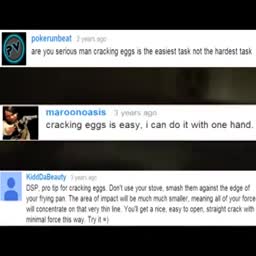 pokerunbeat 2 years ago
are you serious man cracking eggs is the easiest task not the hardest task
maroonoasis 3 years ago
cracking eggs is easy, i can do it with one hand.
KiddDaBeauty 3 years ago
DSP, pro tip for cracking eggs. Don't use your stove, smash them against the edge of
your frying pan. The area of impact will be much much smaller, meaning all of your force
will concentrate on that very thin line. You'll get a nice, easy to open, straight crack with
minimal force this way. Try it =)